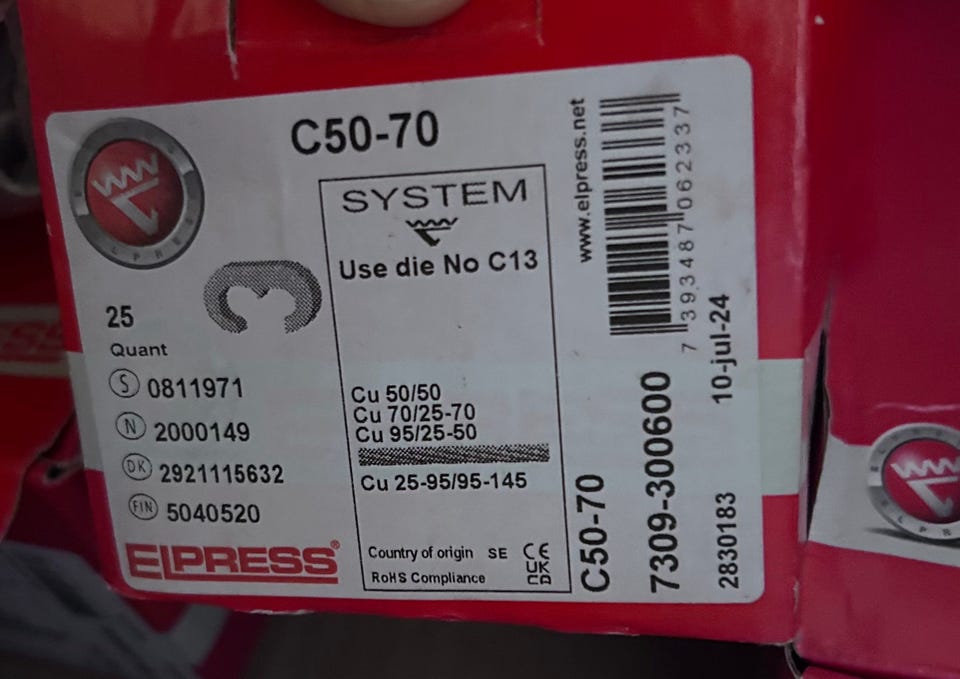 C50-70
SYSTEM
Use die No C13
25
Quant
S 0811971
N 2000149
DK 2921115632
FIN 5040520
ELPRESS®
Cu 50/50
Cu 70/25-70
Cu 95/25-50
Cu 25-95/95-145
Country of origin SE CE
RoHS Compliance UKCA
www.elpress.net
7 393487 062337
C50-70
7309-300600
10-jul-24
2830183